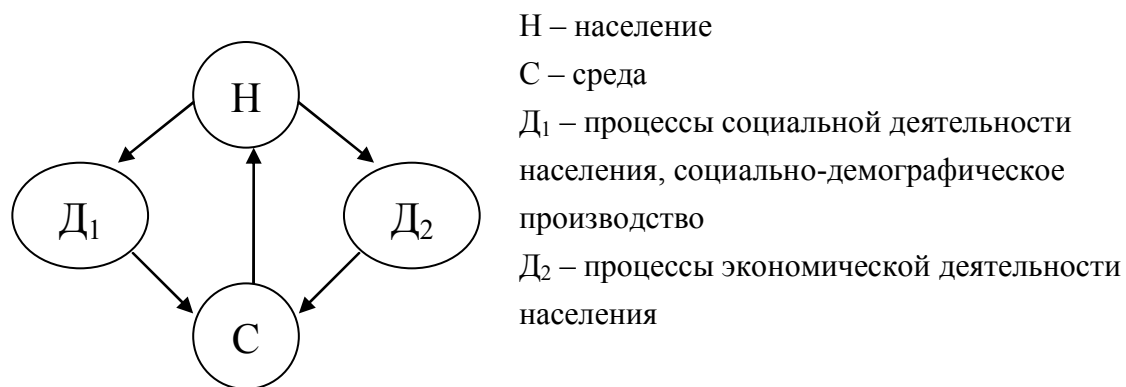 Н
Д₁
Д₂
С
Н – население
С – среда
Д₁ – процессы социальной деятельности
населения, социально-демографическое
производство
Д₂ – процессы экономической деятельности
населения